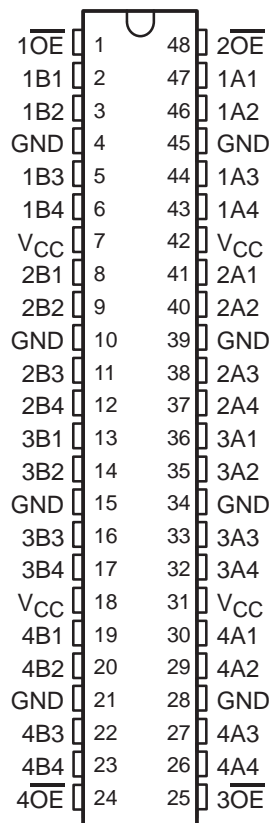 1O̅E̅ 1 48 2O̅E̅
1B1 2 47 1A1
1B2 3 46 1A2
GND 4 45 GND
1B3 5 44 1A3
1B4 6 43 1A4
VCC 7 42 VCC
2B1 8 41 2A1
2B2 9 40 2A2
GND 10 39 GND
2B3 11 38 2A3
2B4 12 37 2A4
3B1 13 36 3A1
3B2 14 35 3A2
GND 15 34 GND
3B3 16 33 3A3
3B4 17 32 3A4
VCC 18 31 VCC
4B1 19 30 4A1
4B2 20 29 4A2
GND 21 28 GND
4B3 22 27 4A3
4B4 23 26 4A4
4O̅E̅ 24 25 3O̅E̅